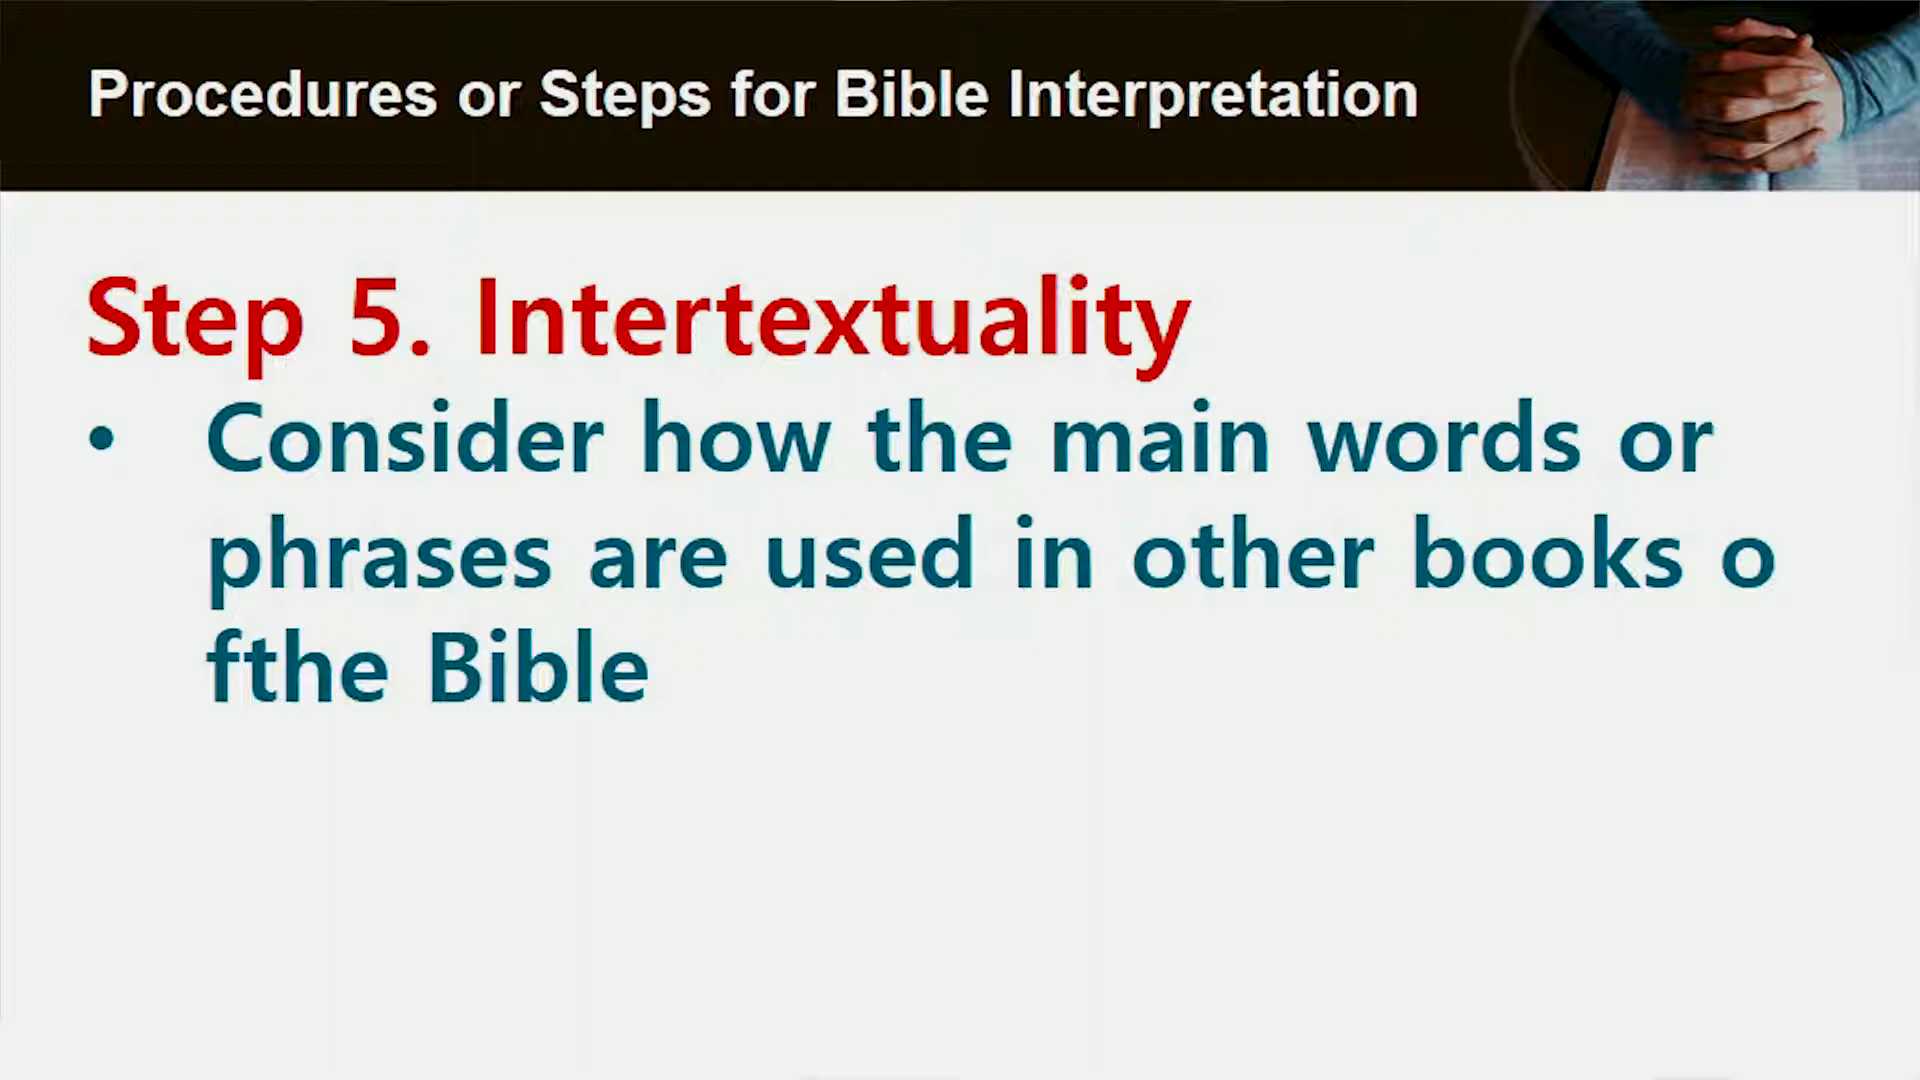 Procedures or Steps for Bible Interpretation
Step 5. Intertextuality
• Consider how the main words or
phrases are used in other books o
fthe Bible